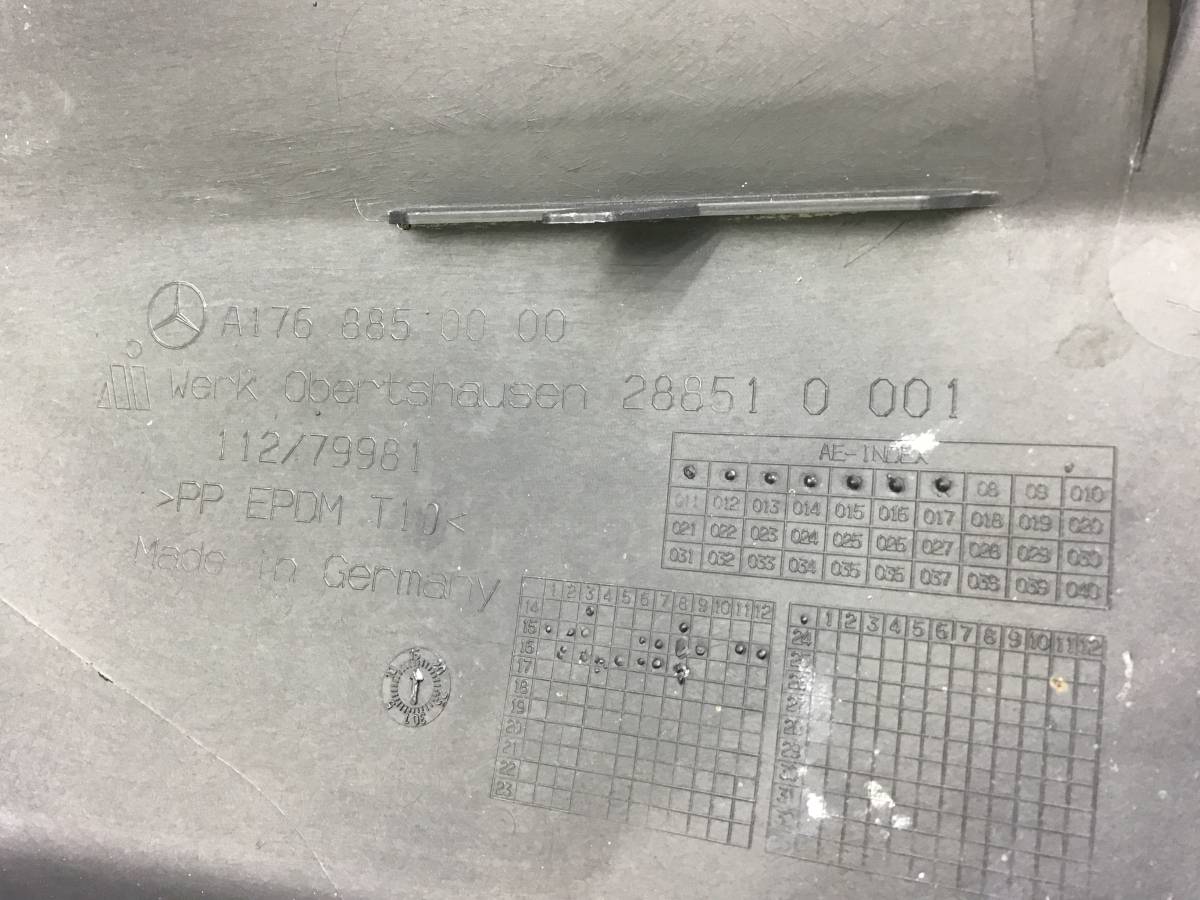 A176 885 00 00
Werk Obertshausen 28851 0 001
112/79981
>PP EPDM T10<
Made in Germany
AE-INDEX
08 09 010
011 012 013 014 015 016 017 018 019 020
021 022 023 024 025 026 027 028 029 030
031 032 033 034 035 036 037 038 039 040
1 2 3 4 5 6 7 8 9 10 11 12
14
15
16
17
18
19
20
21
22
23
1 2 3 4 5 6 7 8 9 10 11 12
24